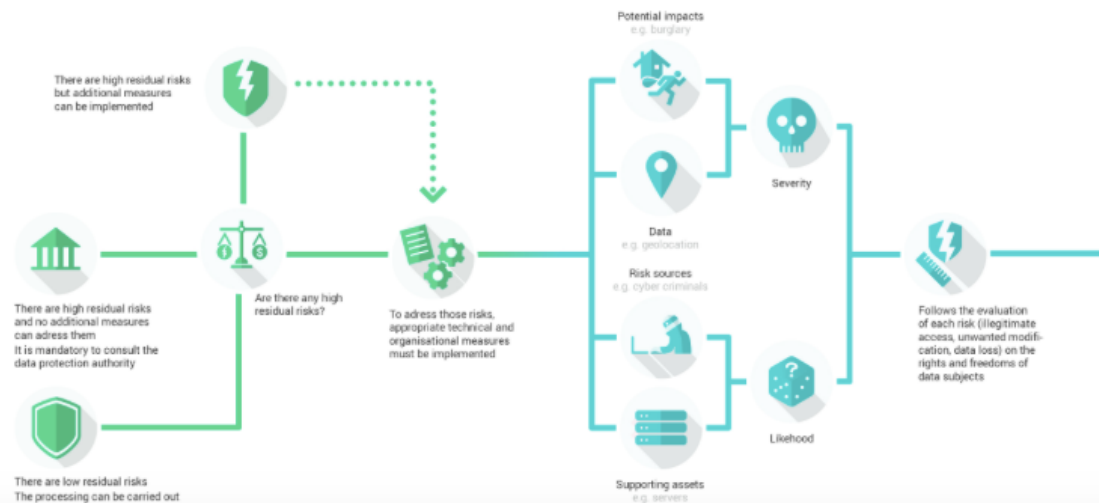 Potential impacts
e.g. burglary
There are high residual risks
but additional measures
can be implemented
Severity
Data
e.g. geolocation
Risk sources
e.g. cyber criminals
Are there any high
residual risks?
There are high residual risks
and no additional measures
can adress them
It is mandatory to consult the
data protection authority
To adress those risks,
appropriate technical and
organisational measures
must be implemented
Follows the evaluation
of each risk (illegitimate
access, unwanted modifi-
cation, data loss) on the
rights and freedoms of
data subjects
Likehood
There are low residual risks
The processing can be carried out
Supporting assets
e.g. servers